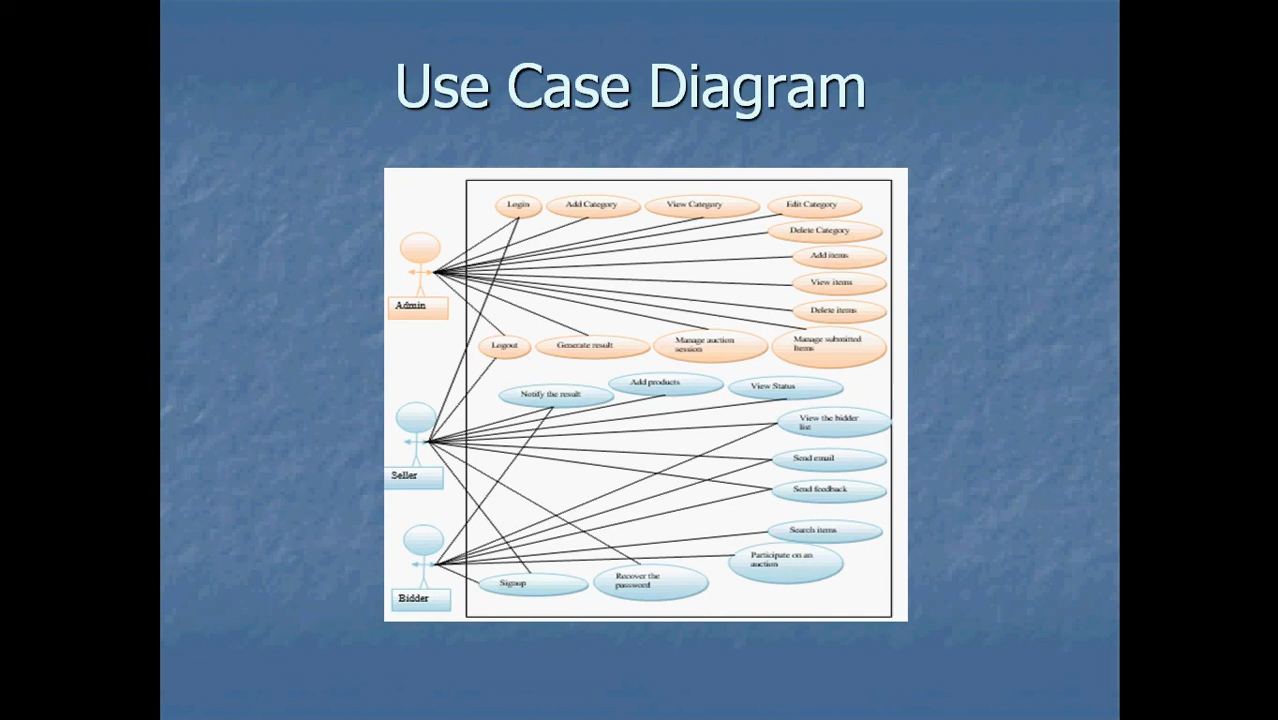 Use Case Diagram
Login
Add Category
View Category
Edit Category
Delete Category
Add items
View items
Admin
Delete items
Logout
Generate result
Manage auction
session
Manage submitted
Items
Notify the result
Add products
View Status
View the bidder
list
Send email
Seller
Send feedback
Search items
Participate on an
auction
Signup
Recover the
password
Bidder